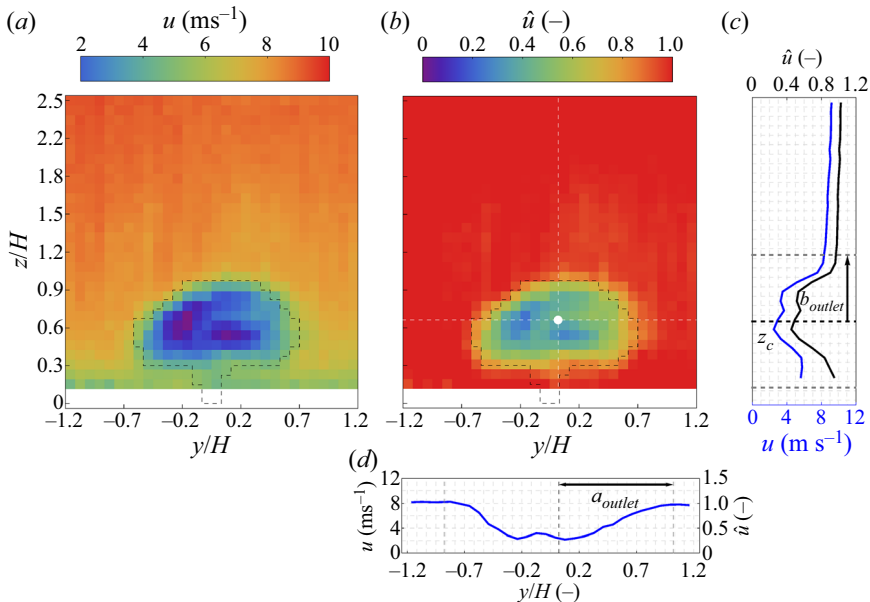 (a) u (ms⁻¹)
2 4 6 8 10
(b) û (–)
0 0.2 0.4 0.6 0.8 1.0
(c) û (–)
0 0.4 0.8 1.2
z/H
2.5
2.2
1.8
1.5
1.2
0.9
0.6
0.3
0
–1.2 –0.7 –0.2 0.2 0.7 1.2
y/H
–1.2 –0.7 –0.2 0.2 0.7 1.2
y/H
b_outlet
z_c
0 4 8 12
u (m s⁻¹)
(d)
u (ms⁻¹)
12
8
4
0
a_outlet
1.5
1.0
0.5
0
û (–)
–1.2 –0.7 –0.2 0.2 0.7 1.2
y/H (–)